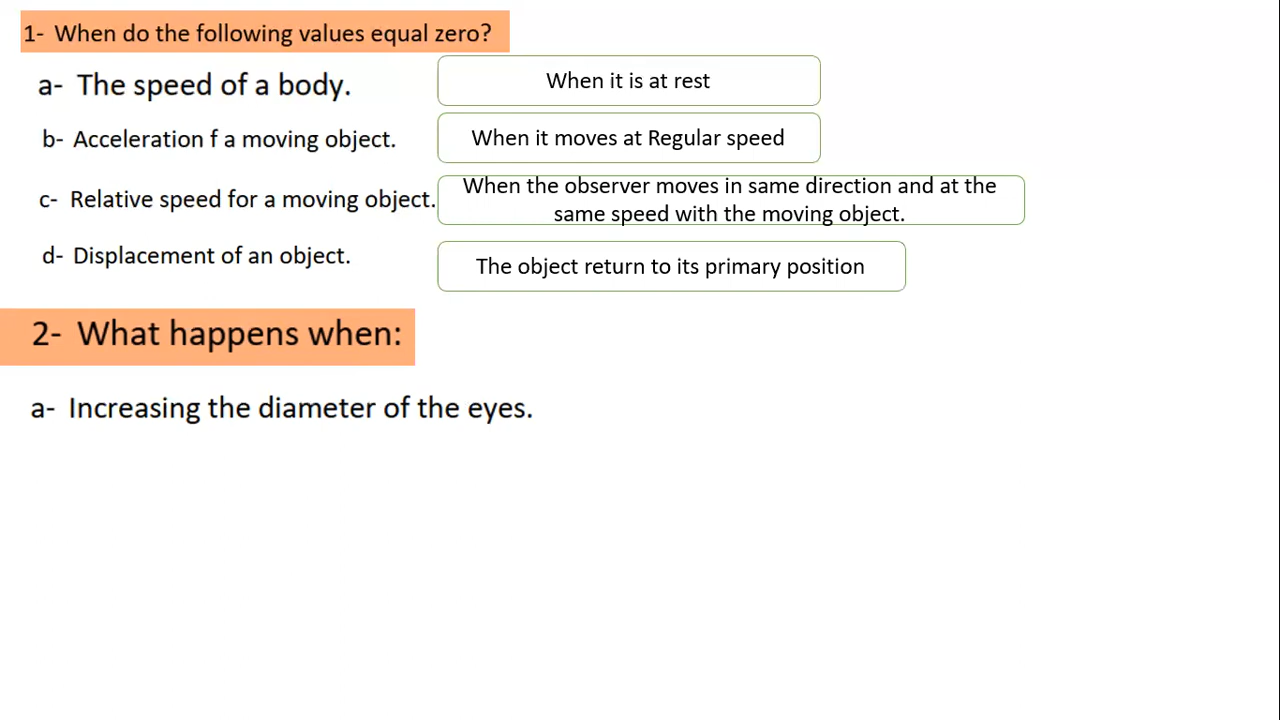 1- When do the following values equal zero?
a- The speed of a body.
When it is at rest
b- Acceleration f a moving object.
When it moves at Regular speed
c- Relative speed for a moving object.
When the observer moves in same direction and at the
same speed with the moving object.
d- Displacement of an object.
The object return to its primary position
2- What happens when:
a- Increasing the diameter of the eyes.